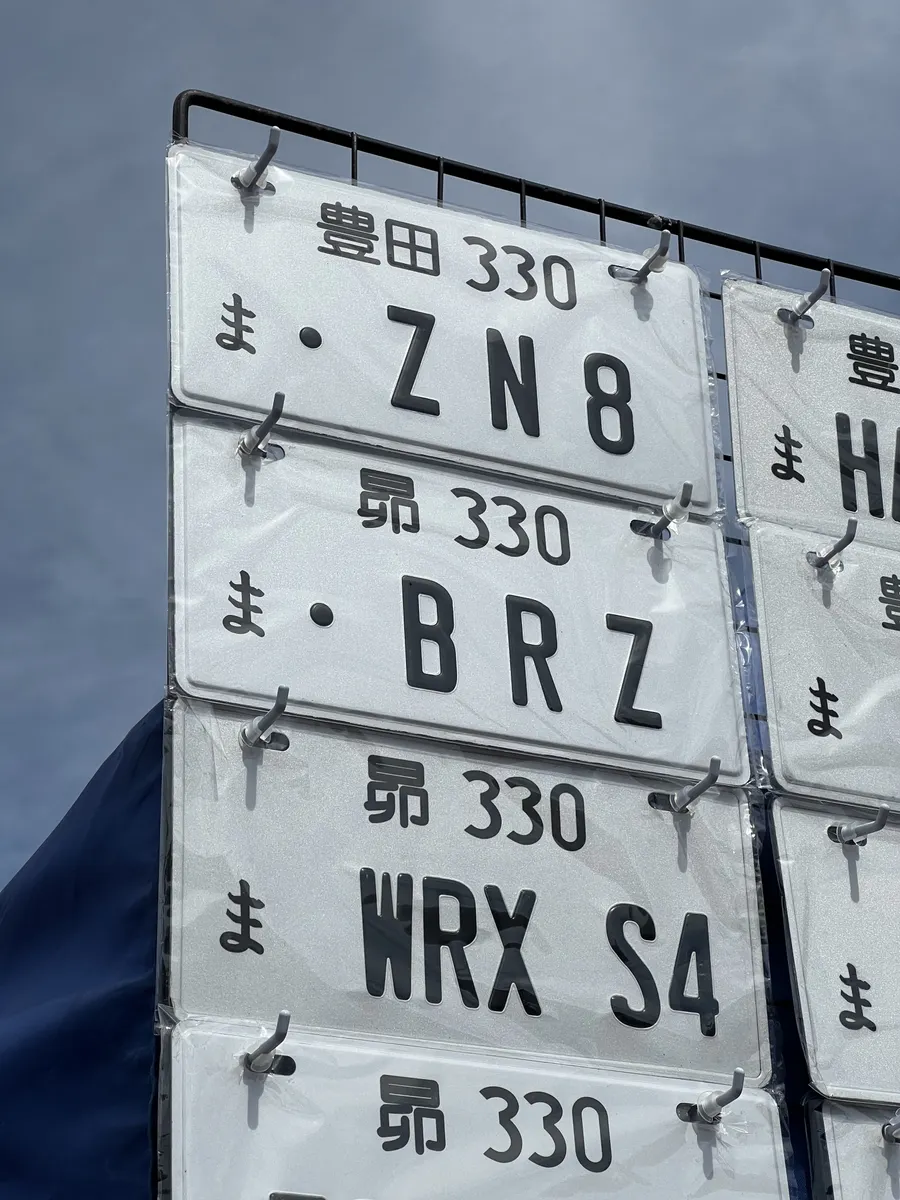 豊田 330
ま ・ZN8
昴 330
ま ・BRZ
昴 330
ま WRX S4
昴 330
豊
ま H
ま
ま